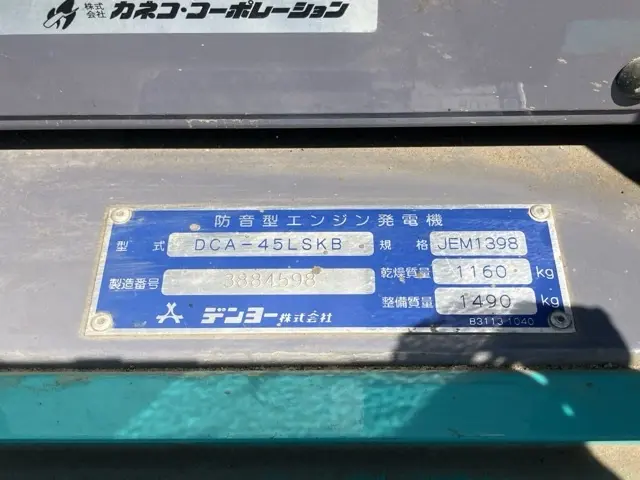 株式会社 カネコ・コーポレーション
防音型エンジン発電機
型式 DCA-45LSKB 規格 JEM1398
製造番号 3884598 乾燥質量 1160 kg
整備質量 1490 kg
デンヨー株式会社 B3113-1040